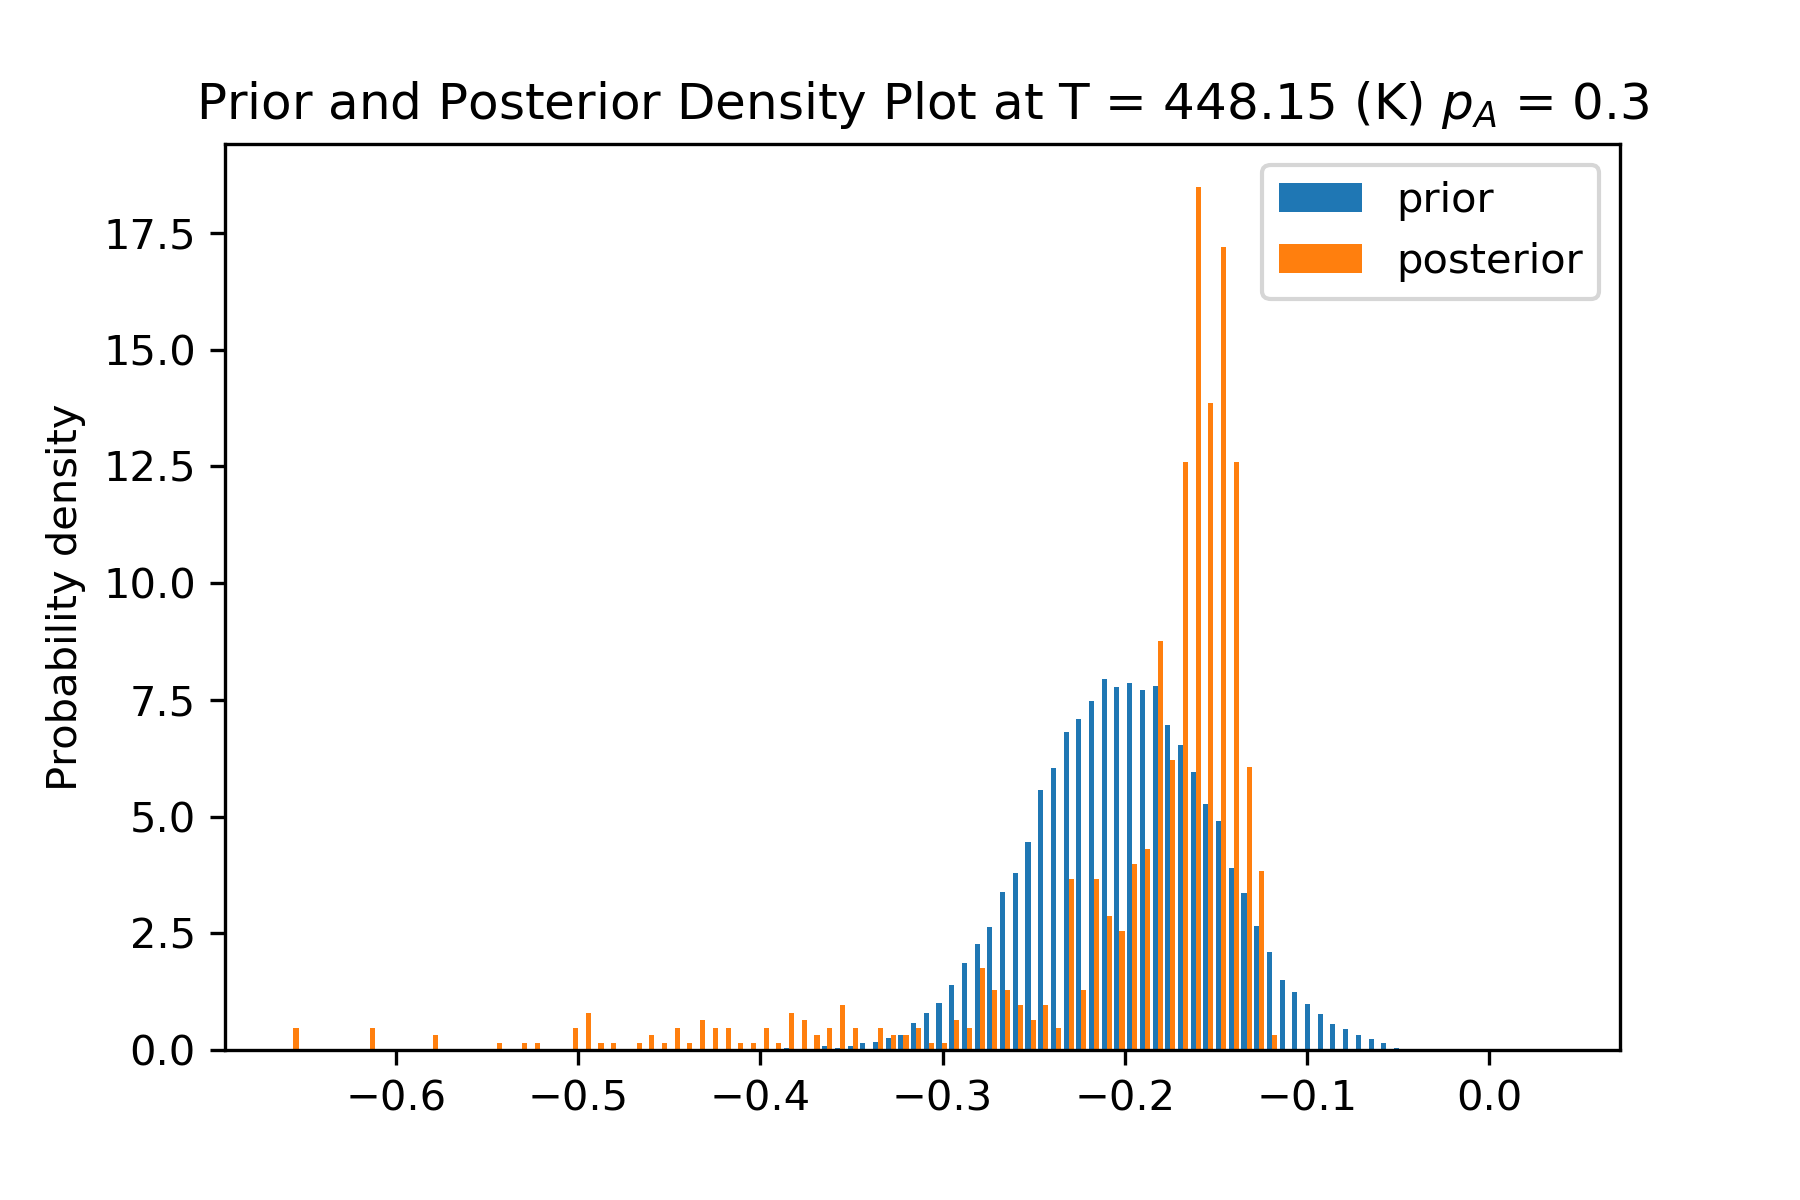 Prior and Posterior Density Plot at T = 448.15 (K) p_A = 0.3
prior
posterior
Probability density
17.5
15.0
12.5
10.0
7.5
5.0
2.5
0.0
−0.6 −0.5 −0.4 −0.3 −0.2 −0.1 0.0